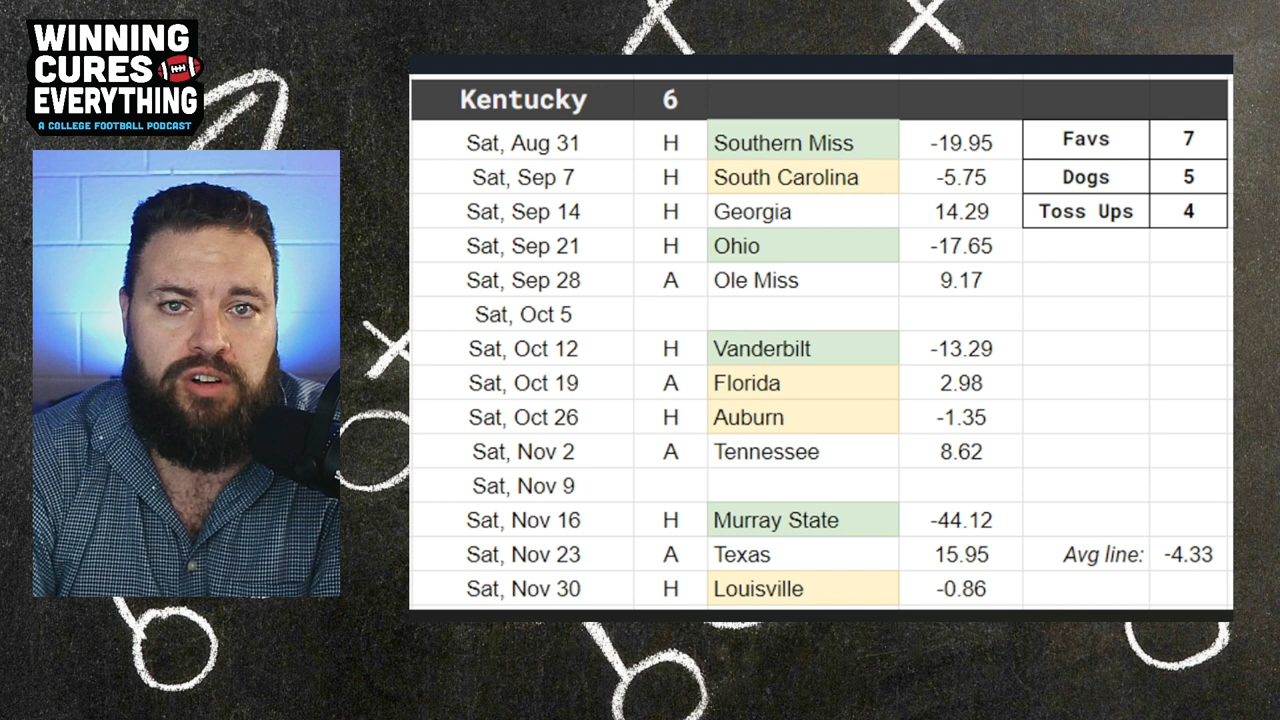 WINNING
CURES
EVERYTHING
A COLLEGE FOOTBALL PODCAST
Kentucky 6
Sat, Aug 31 H Southern Miss -19.95 Favs 7
Sat, Sep 7 H South Carolina -5.75 Dogs 5
Sat, Sep 14 H Georgia 14.29 Toss Ups 4
Sat, Sep 21 H Ohio -17.65
Sat, Sep 28 A Ole Miss 9.17
Sat, Oct 5
Sat, Oct 12 H Vanderbilt -13.29
Sat, Oct 19 A Florida 2.98
Sat, Oct 26 H Auburn -1.35
Sat, Nov 2 A Tennessee 8.62
Sat, Nov 9
Sat, Nov 16 H Murray State -44.12
Sat, Nov 23 A Texas 15.95 Avg line: -4.33
Sat, Nov 30 H Louisville -0.86